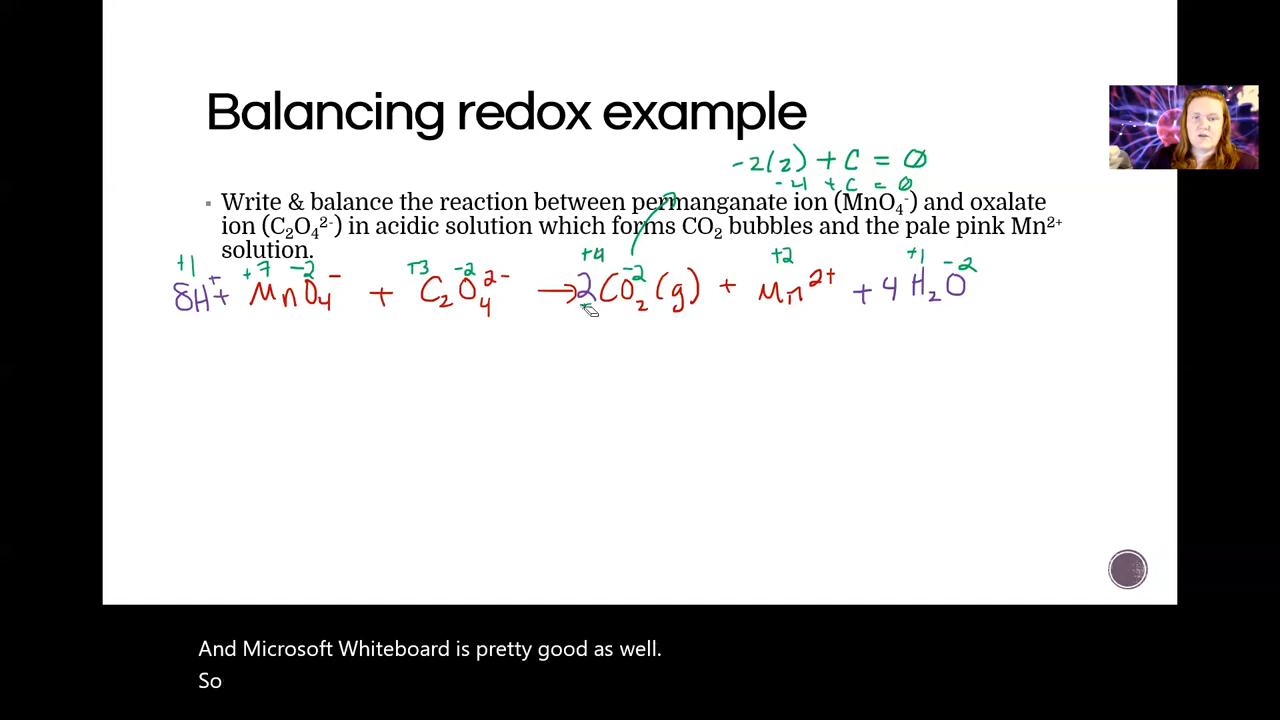 Balancing redox example
-2(2) + C = 0
-4 + C = 0
▪ Write & balance the reaction between permanganate ion (MnO₄⁻) and oxalate
ion (C₂O₄²⁻) in acidic solution which forms CO₂ bubbles and the pale pink Mn²⁺
solution.
+1 +7 -2 +3 -2 +4 -2 +2 +1 -2
8H⁺ + MnO₄⁻ + C₂O₄²⁻ → 2CO₂(g) + Mn²⁺ + 4H₂O
And Microsoft Whiteboard is pretty good as well.
So